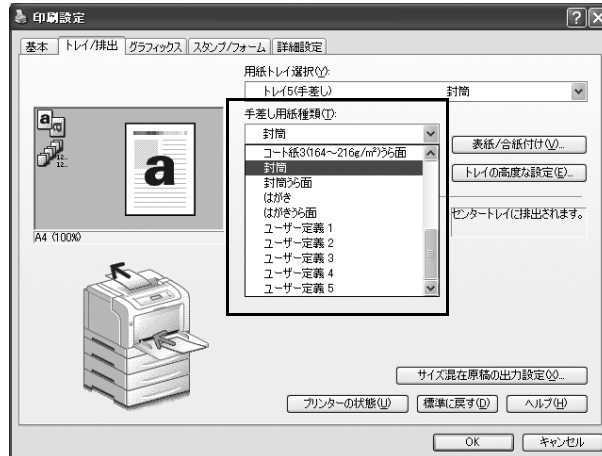 印刷設定
基本 トレイ/排出 グラフィックス スタンプ/フォーム 詳細設定
用紙トレイ選択(Y):
トレイ5(手差し) 封筒
手差し用紙種類(T):
封筒
コート紙3(164～216g/m²)うら面
封筒
封筒うら面
はがき
はがきうら面
ユーザー定義 1
ユーザー定義 2
ユーザー定義 3
ユーザー定義 4
ユーザー定義 5
表紙/合紙付け(V)...
トレイの高度な設定(E)...
センタートレイに排出されます。
a
a
12...
12...
a
A4 (100%)
サイズ混在原稿の出力設定(X)...
プリンターの状態(U) 標準に戻す(D) ヘルプ(H)
OK キャンセル